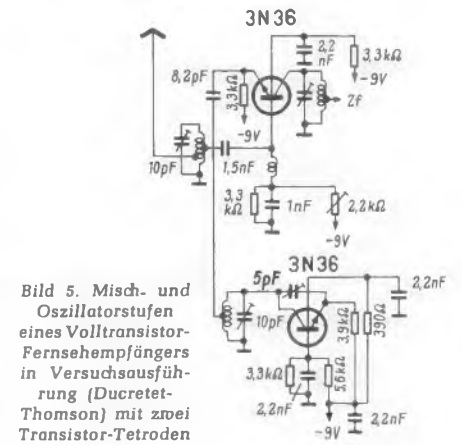 3N36
2,2
nF
3,3kΩ
-9V
8,2pF
3,3kΩ
-9V
Zf
10pF
1,5nF
3,3
kΩ
1nF
2,2kΩ
-9V
3N36
5pF
2,2nF
10pF
3,9kΩ
390Ω
3,3kΩ
5,6kΩ
2,2nF
-9V
2,2nF
Bild 5. Misch- und
Oszillatorstufen
eines Volltransistor-
Fernsehempfängers
in Versuchsausfüh-
rung (Ducretet-
Thomson) mit zwei
Transistor-Tetroden